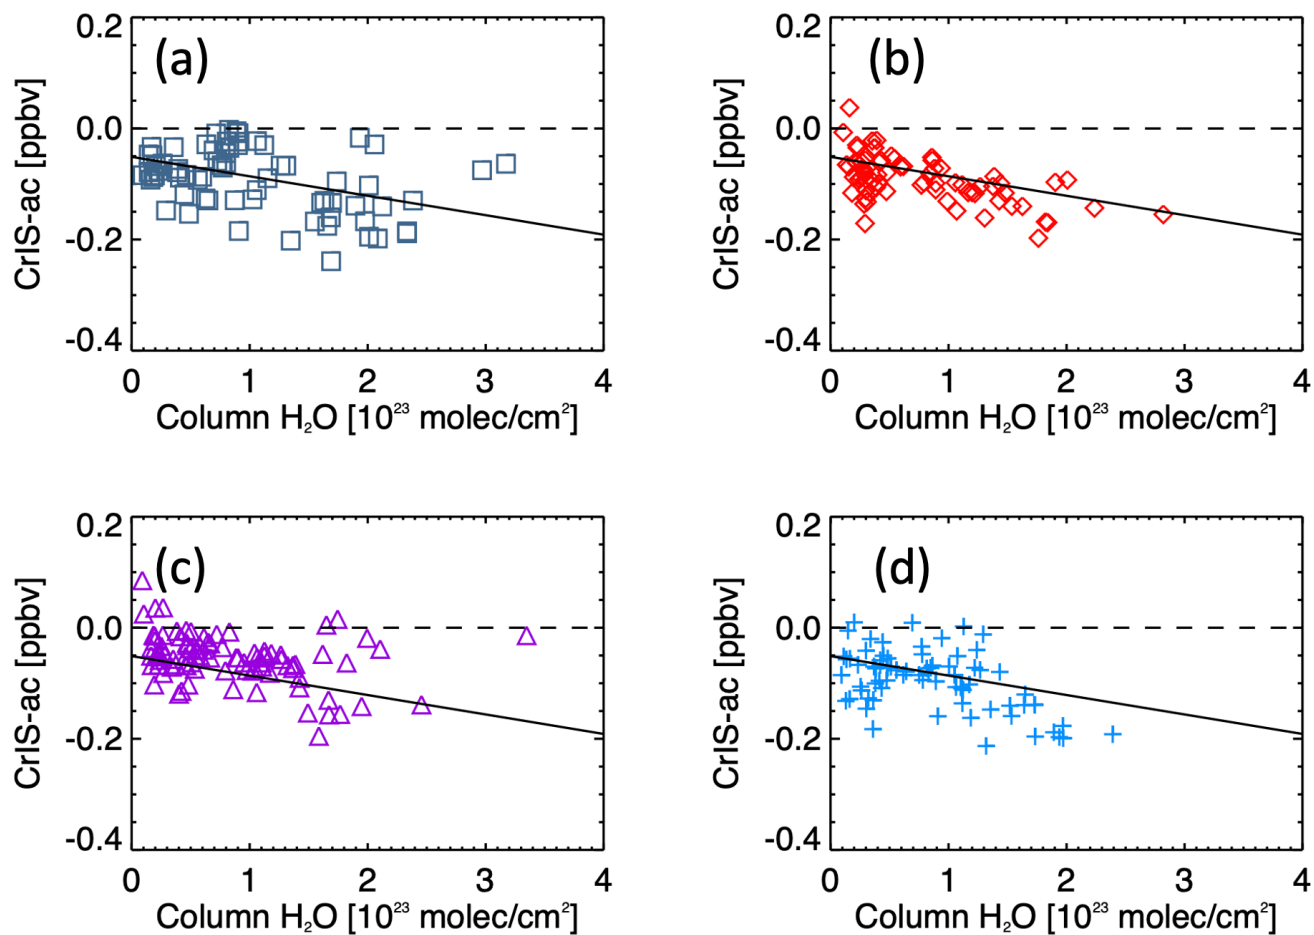 (a)
0.2
0.0
-0.2
-0.4
CrIS-ac [ppbv]
0 1 2 3 4
Column H₂O [10²³ molec/cm²]
(b)
0.2
0.0
-0.2
-0.4
CrIS-ac [ppbv]
0 1 2 3 4
Column H₂O [10²³ molec/cm²]
(c)
0.2
0.0
-0.2
-0.4
CrIS-ac [ppbv]
0 1 2 3 4
Column H₂O [10²³ molec/cm²]
(d)
0.2
0.0
-0.2
-0.4
CrIS-ac [ppbv]
0 1 2 3 4
Column H₂O [10²³ molec/cm²]